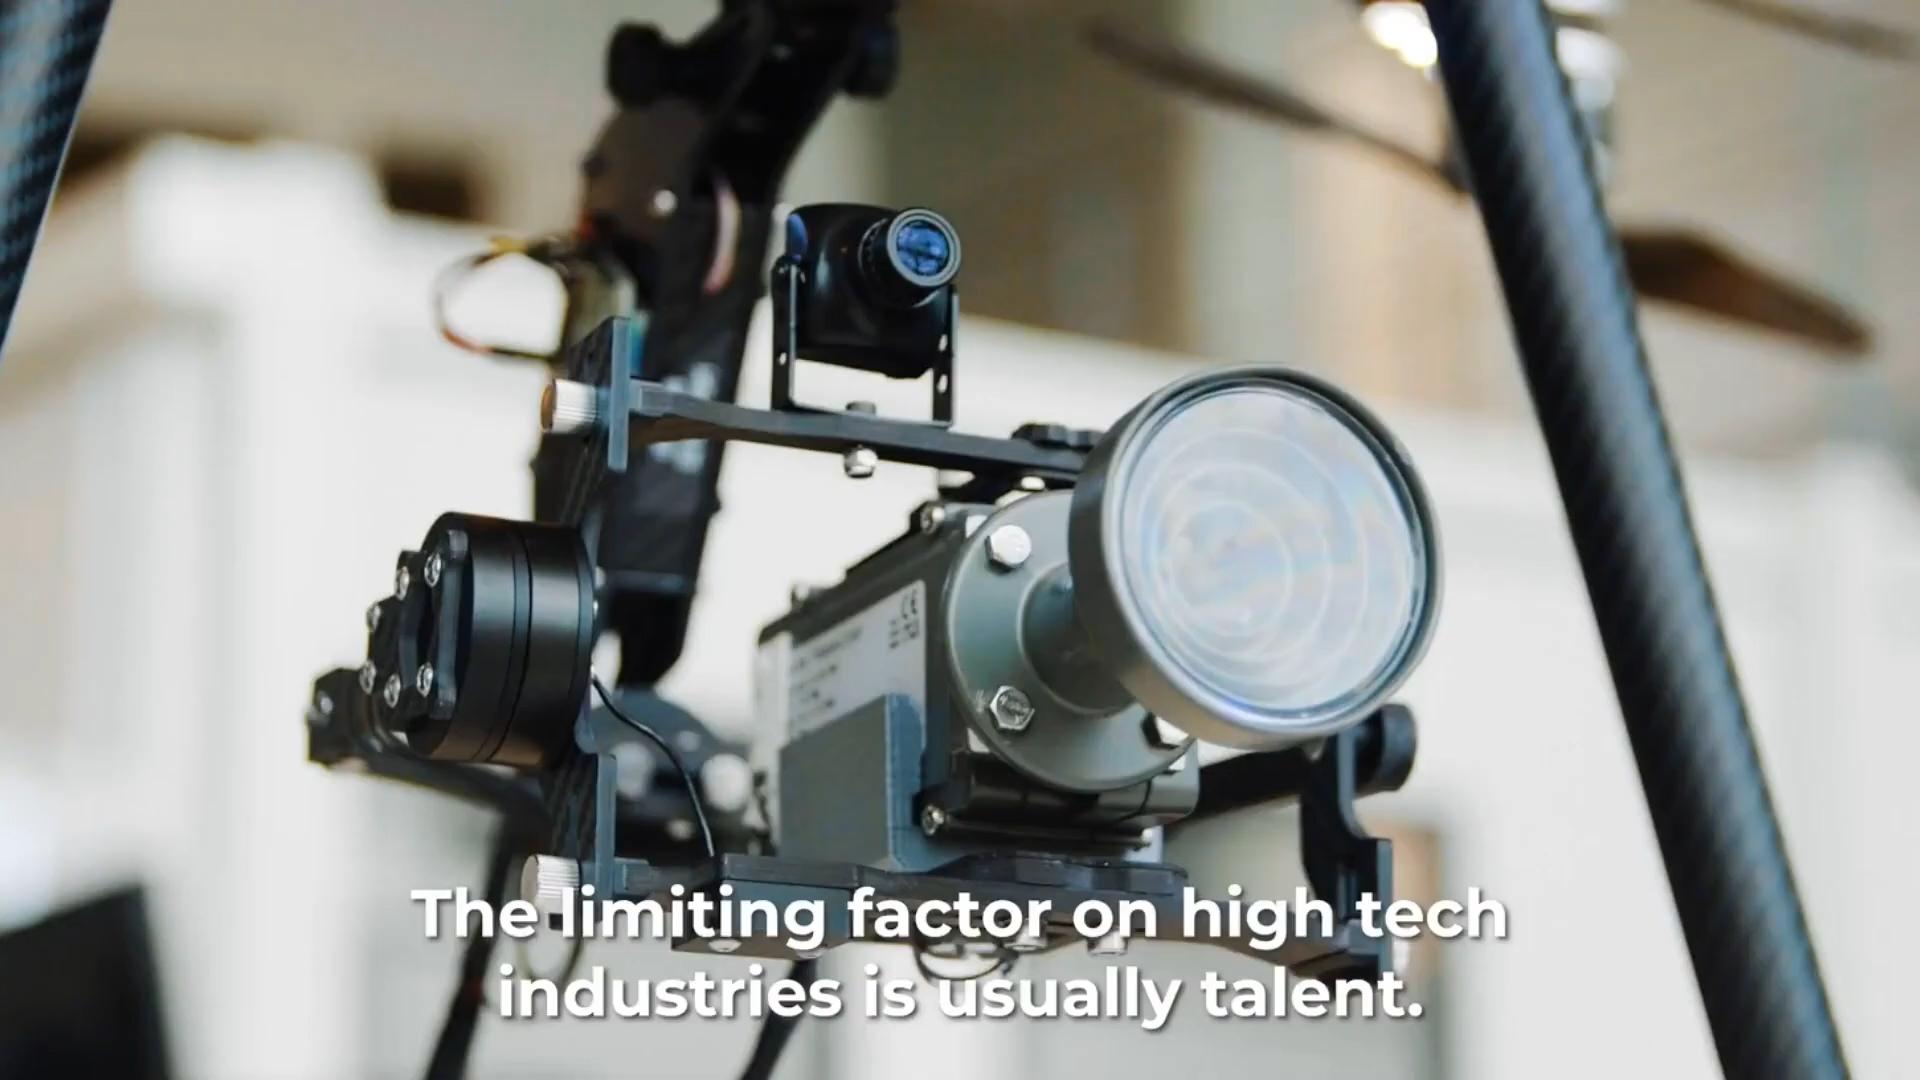 The limiting factor on high tech
industries is usually talent.